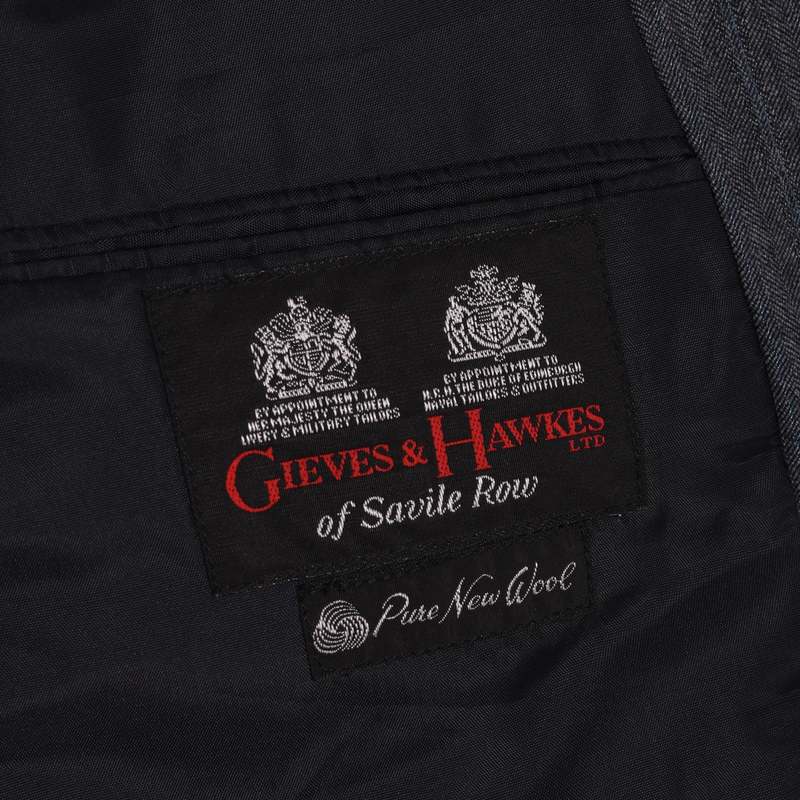 BY APPOINTMENT TO
HER MAJESTY THE QUEEN
LIVERY & MILITARY TAILORS
BY APPOINTMENT TO
H.R.H. THE DUKE OF EDINBURGH
NAVAL TAILORS & OUTFITTERS
GIEVES & HAWKES
LTD
of Savile Row
Pure New Wool